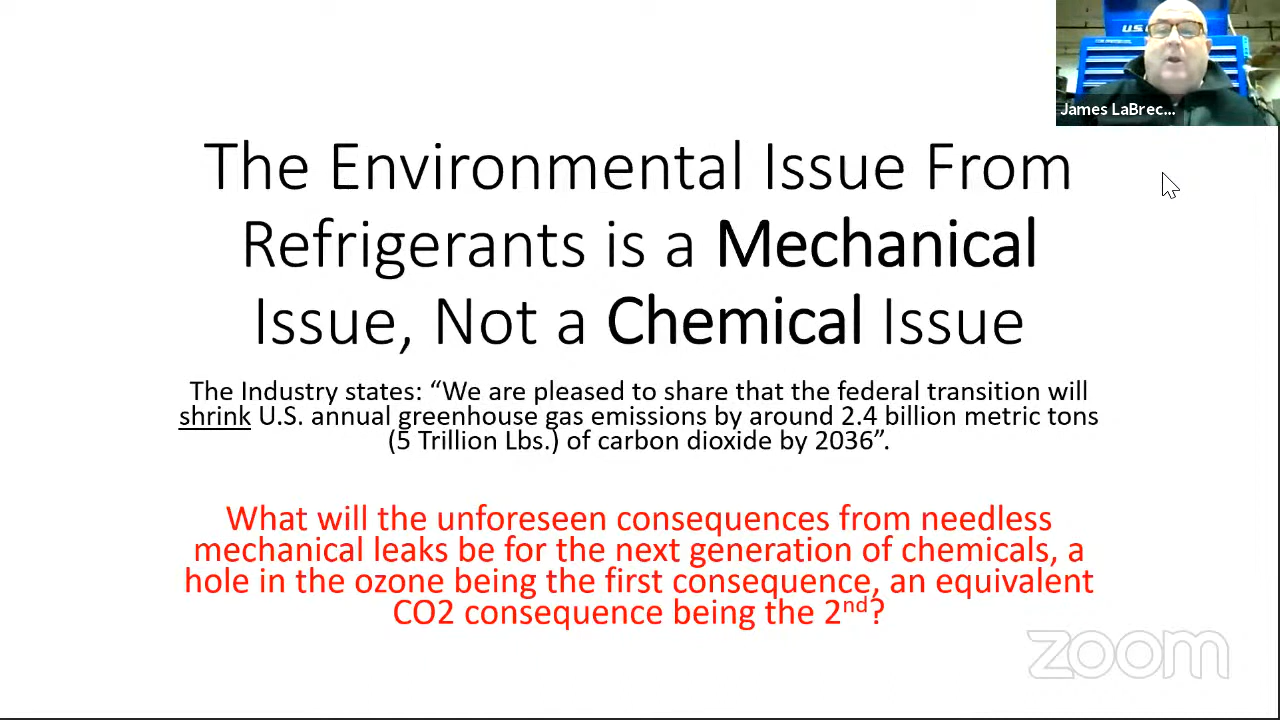 U.S.
James LaBrec...
The Environmental Issue From
Refrigerants is a Mechanical
Issue, Not a Chemical Issue
The Industry states: “We are pleased to share that the federal transition will
shrink U.S. annual greenhouse gas emissions by around 2.4 billion metric tons
(5 Trillion Lbs.) of carbon dioxide by 2036”.
What will the unforeseen consequences from needless
mechanical leaks be for the next generation of chemicals, a
hole in the ozone being the first consequence, an equivalent
CO2 consequence being the 2nd?
zoom